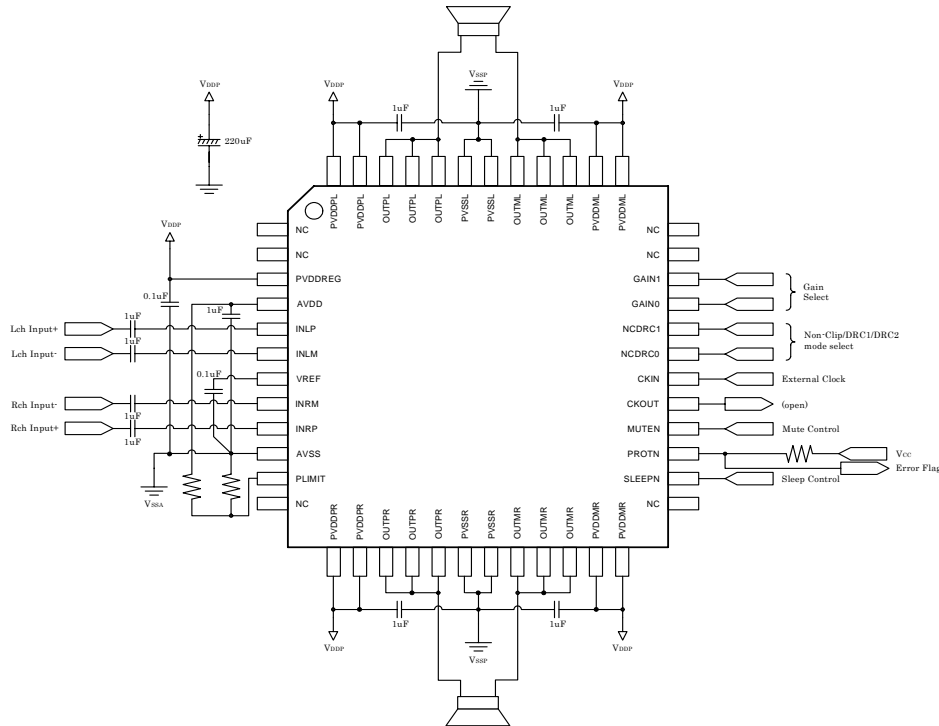 VDDP
VSSP
VDDP
VDDP
1uF
1uF
220uF
PVDDPL
PVDDPL
OUTPL
OUTPL
OUTPL
PVSSL
PVSSL
OUTML
OUTML
OUTML
PVDDML
PVDDML
VDDP
NC
NC
PVDDREG
AVDD
INLP
INLM
VREF
INRM
INRP
AVSS
PLIMIT
NC
NC
NC
GAIN1
GAIN0
NCDRC1
NCDRC0
CKIN
CKOUT
MUTEN
PROTN
SLEEPN
NC
Gain
Select
Non-Clip/DRC1/DRC2
mode select
External Clock
(open)
Mute Control
VCC
Error Flag
Sleep Control
0.1uF
1uF
Lch Input+
1uF
Lch Input-
1uF
0.1uF
Rch Input-
1uF
Rch Input+
1uF
VSSA
PVDDPR
PVDDPR
OUTPR
OUTPR
OUTPR
PVSSR
PVSSR
OUTMR
OUTMR
OUTMR
PVDDMR
PVDDMR
1uF
1uF
VDDP
VSSP
VDDP